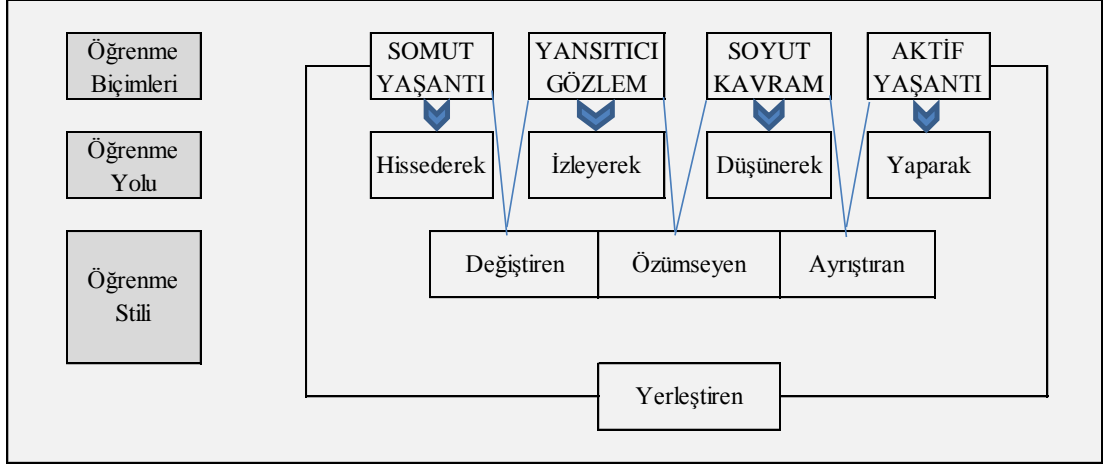 Öğrenme
Biçimleri
SOMUT
YAŞANTI
YANSITICI
GÖZLEM
SOYUT
KAVRAM
AKTİF
YAŞANTI
Öğrenme
Yolu
Hissederek
İzleyerek
Düşünerek
Yaparak
Öğrenme
Stili
Değiştiren
Özümseyen
Ayrıştıran
Yerleştiren